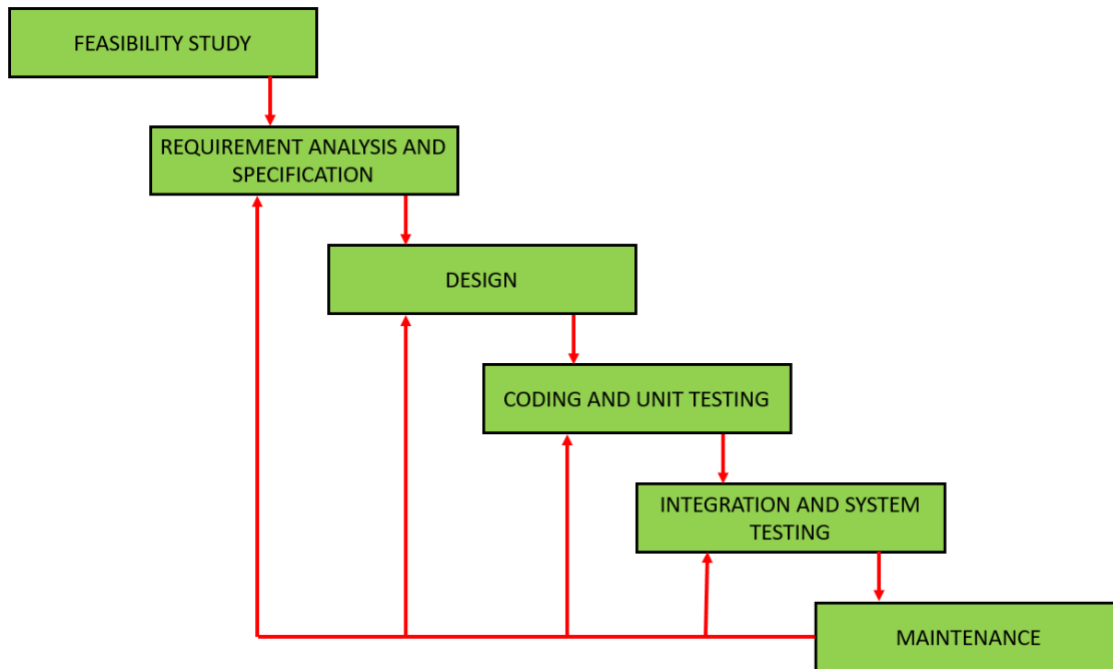 FEASIBILITY STUDY
REQUIREMENT ANALYSIS AND
SPECIFICATION
DESIGN
CODING AND UNIT TESTING
INTEGRATION AND SYSTEM
TESTING
MAINTENANCE